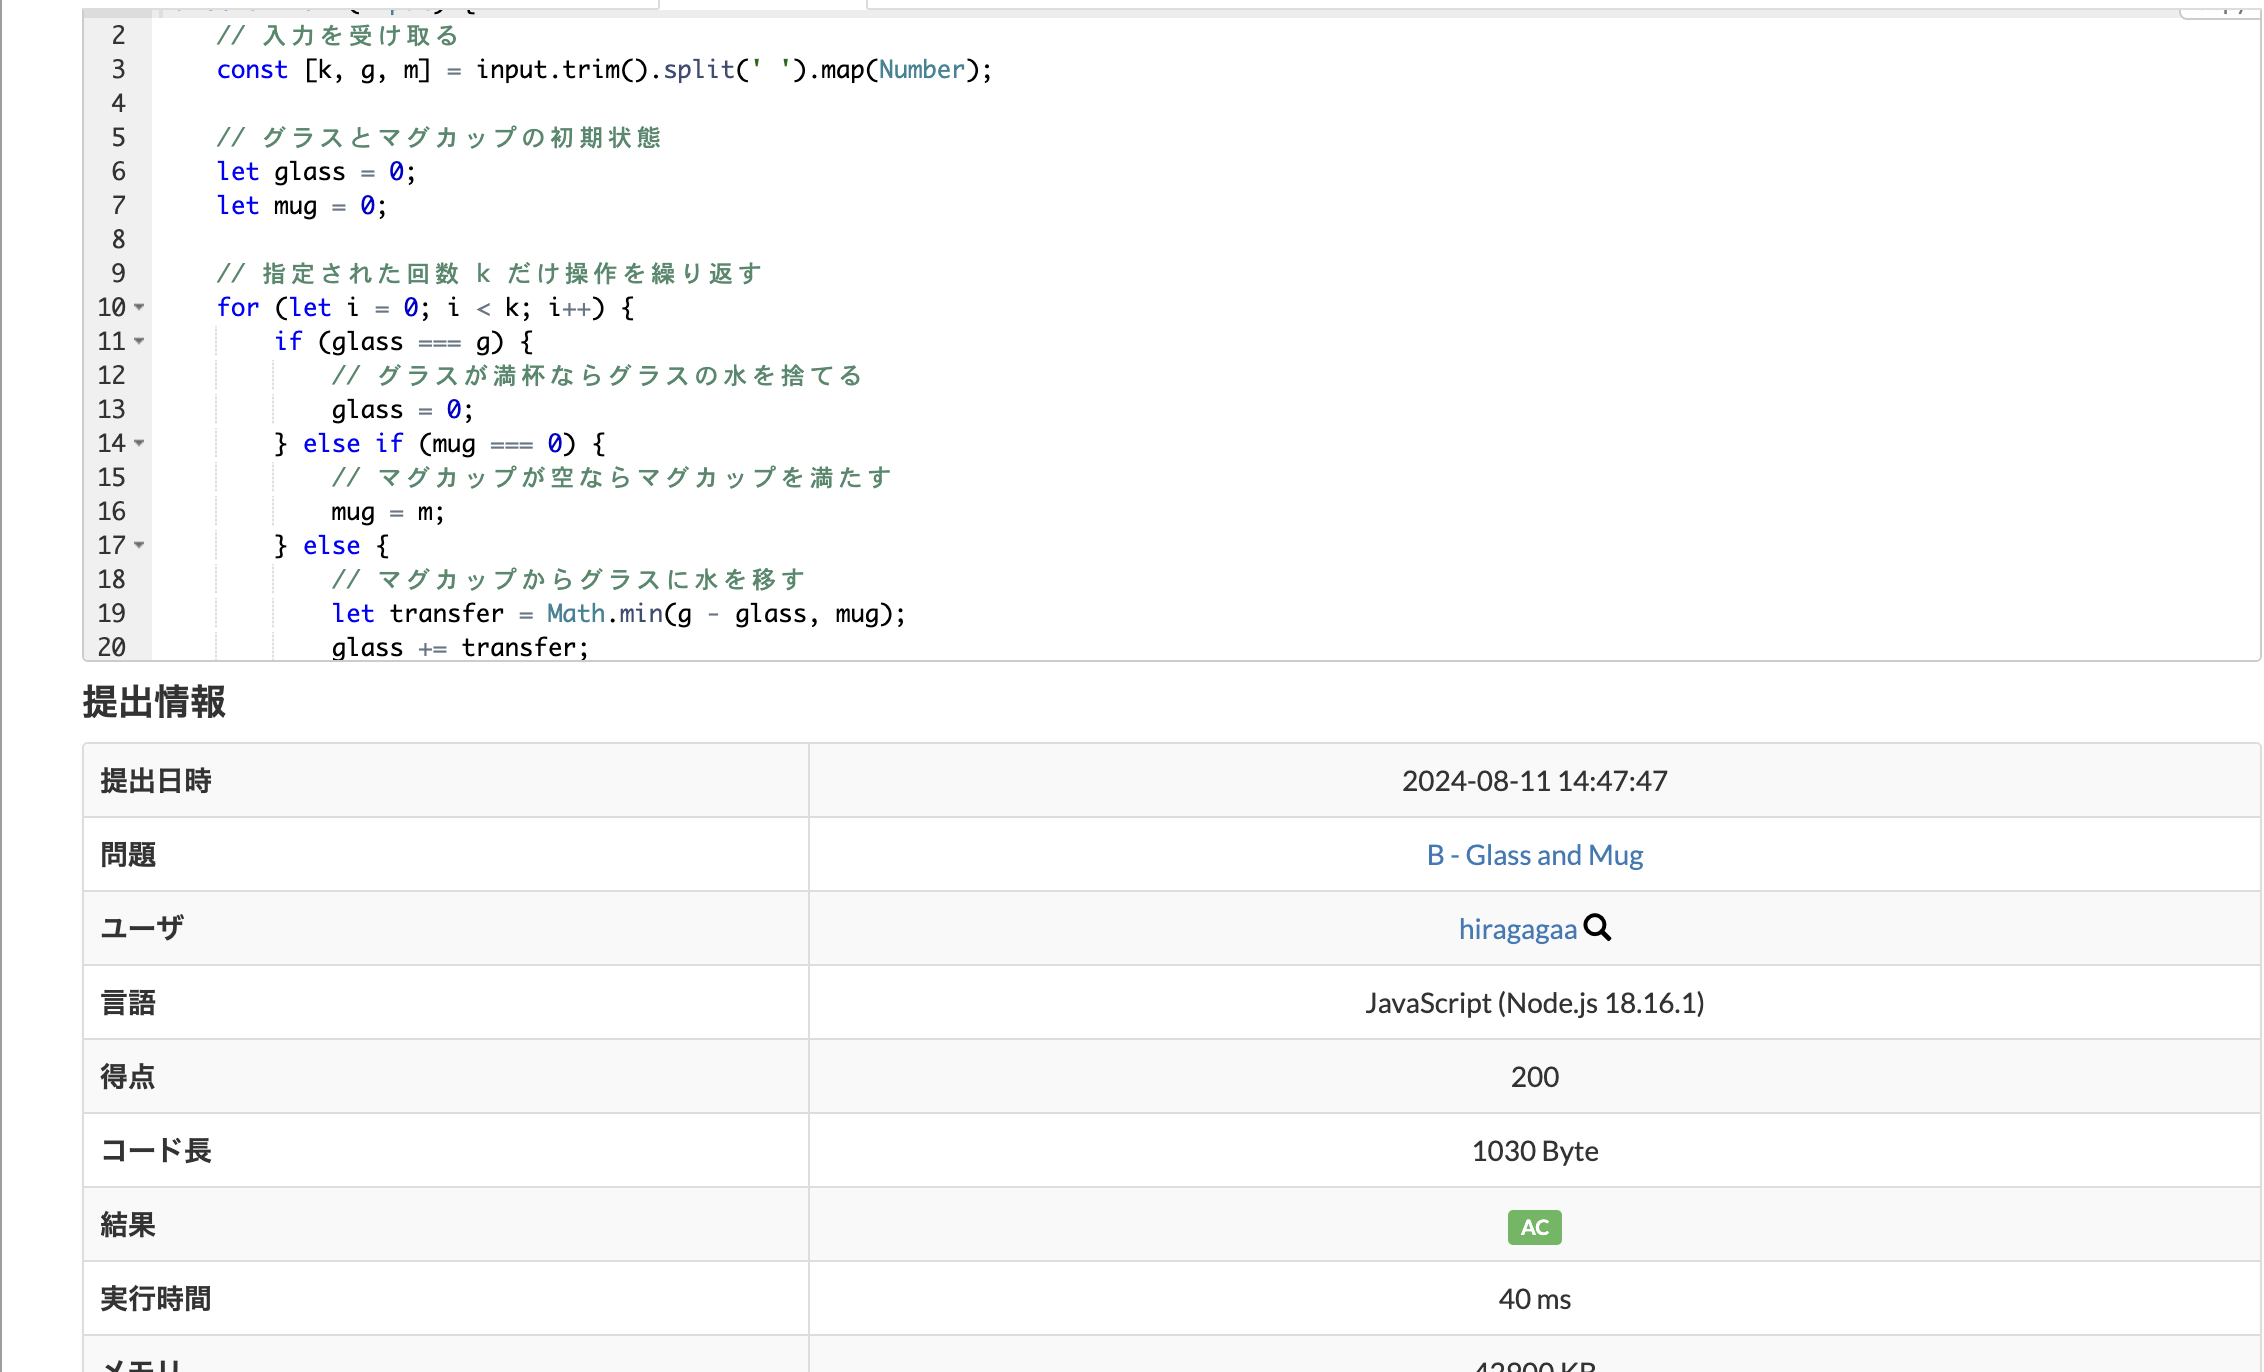 2 // 入力を受け取る
3 const [k, g, m] = input.trim().split(' ').map(Number);
4
5 // グラスとマグカップの初期状態
6 let glass = 0;
7 let mug = 0;
8
9 // 指定された回数 k だけ操作を繰り返す
10 for (let i = 0; i < k; i++) {
11 if (glass === g) {
12 // グラスが満杯ならグラスの水を捨てる
13 glass = 0;
14 } else if (mug === 0) {
15 // マグカップが空ならマグカップを満たす
16 mug = m;
17 } else {
18 // マグカップからグラスに水を移す
19 let transfer = Math.min(g - glass, mug);
20 glass += transfer;
提出情報
提出日時 2024-08-11 14:47:47
問題 B - Glass and Mug
ユーザ hiragagaa
言語 JavaScript (Node.js 18.16.1)
得点 200
コード長 1030 Byte
結果 AC
実行時間 40 ms
メモリ 42900 KB